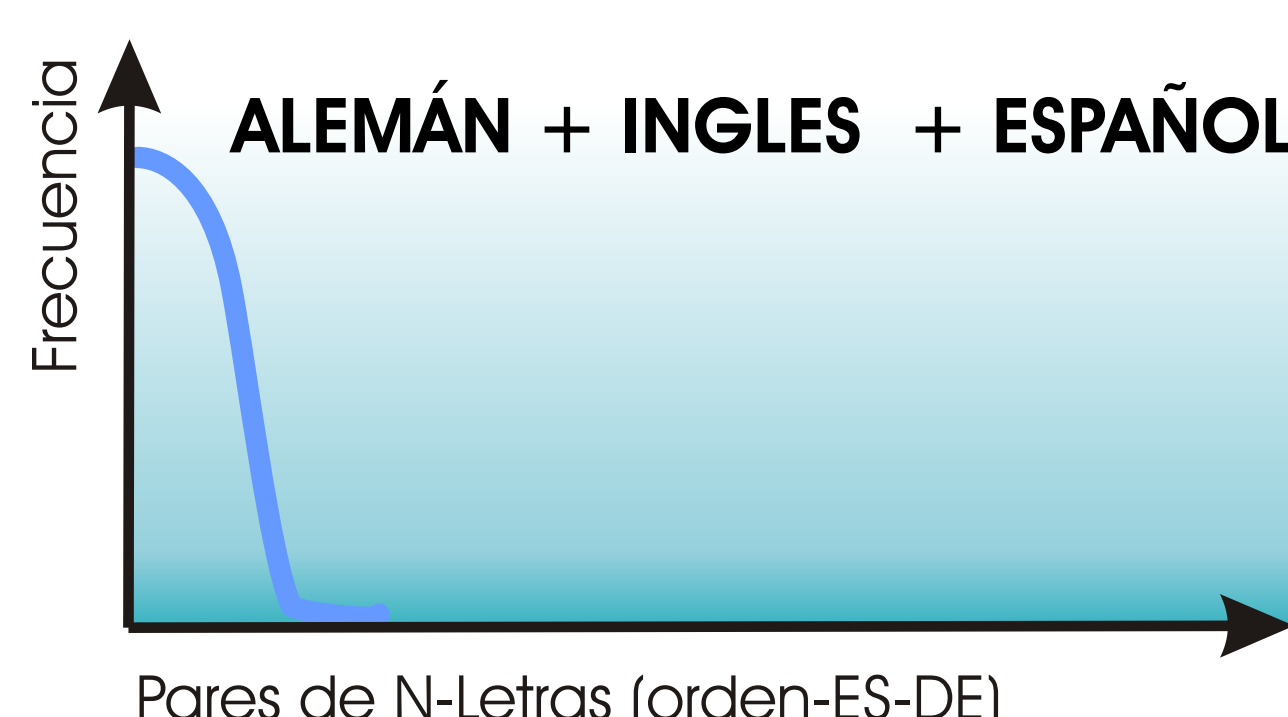 Frecuencia
ALEMÁN + INGLES + ESPAÑOL
Pares de N-Letras (orden-ES-DE)